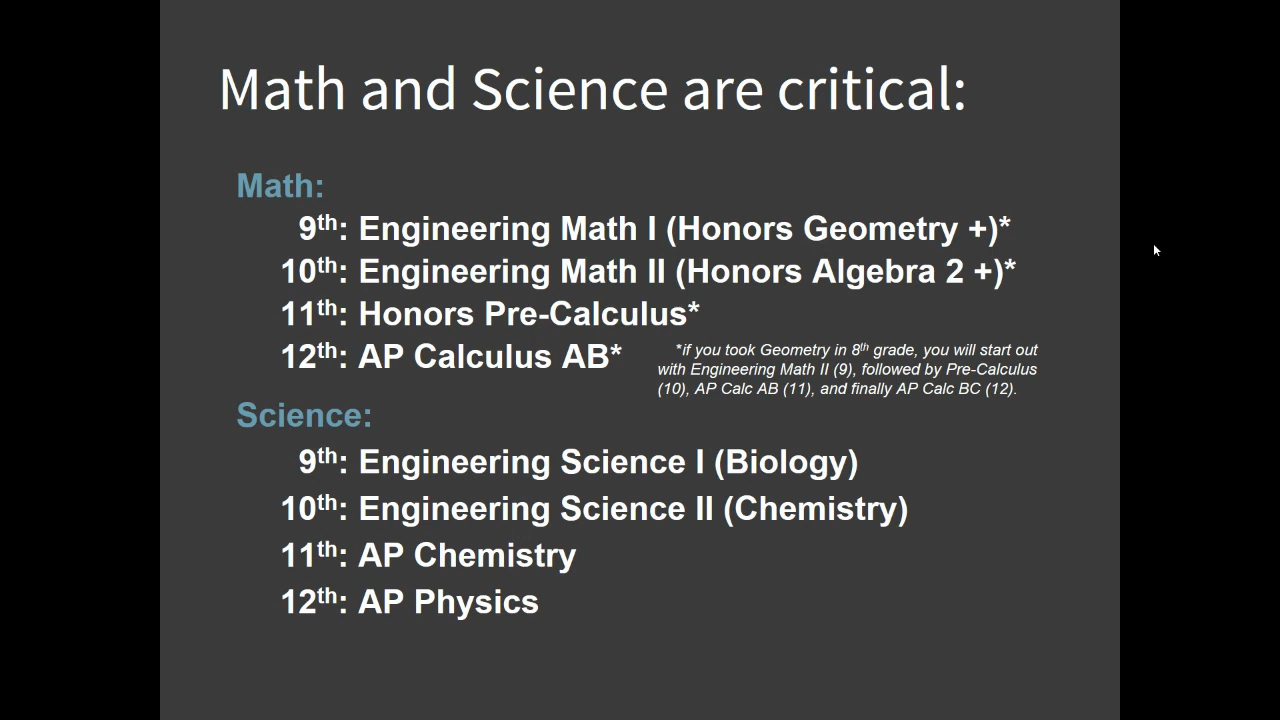 Math and Science are critical:
Math:
9th: Engineering Math I (Honors Geometry +)*
10th: Engineering Math II (Honors Algebra 2 +)*
11th: Honors Pre-Calculus*
12th: AP Calculus AB*
*if you took Geometry in 8th grade, you will start out
with Engineering Math II (9), followed by Pre-Calculus
(10), AP Calc AB (11), and finally AP Calc BC (12).
Science:
9th: Engineering Science I (Biology)
10th: Engineering Science II (Chemistry)
11th: AP Chemistry
12th: AP Physics